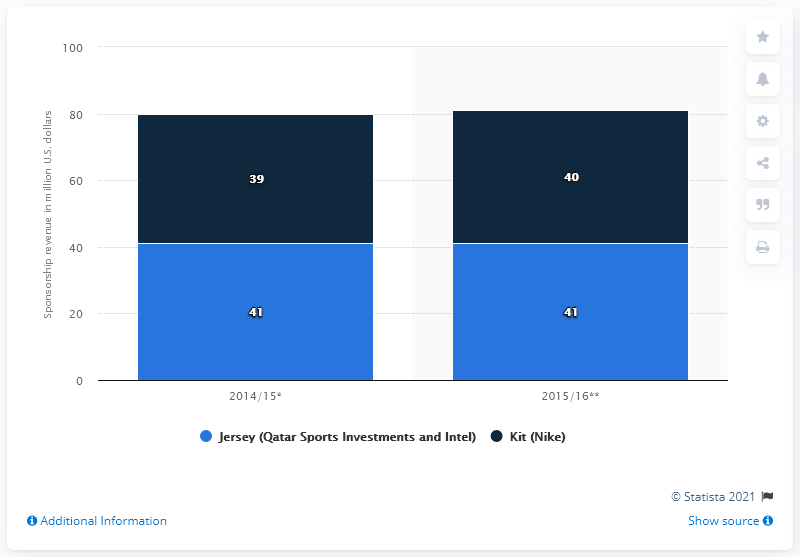 100
80
60
40
20
0
Sponsorship revenue in million U.S. dollars
39
40
41
41
2014/15*
2015/16**
Jersey (Qatar Sports Investments and Intel)
Kit (Nike)
© Statista 2021
Additional Information
Show source